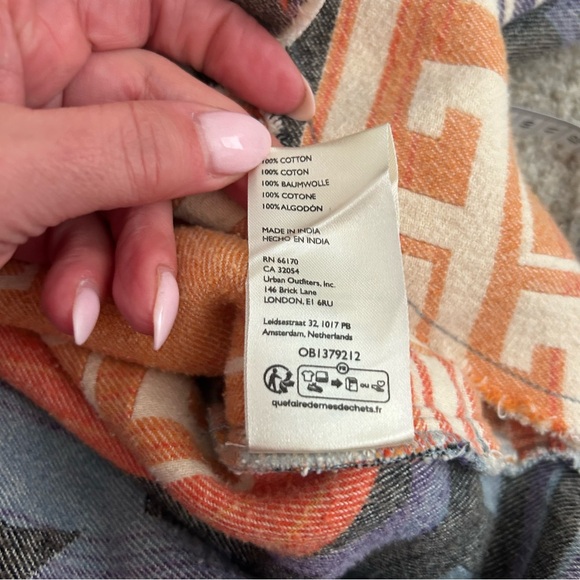 100% COTTON
100% COTON
100% BAUMWOLLE
100% COTONE
100% ALGODÓN
MADE IN INDIA
HECHO EN INDIA
RN 66170
CA 32054
Urban Outfitters, Inc.
146 Brick Lane
LONDON, E1 6RU
Leidsestraat 32, 1017 PB
Amsterdam, Netherlands
OB1379212
FR
ou
quefairedemesdechets.fr